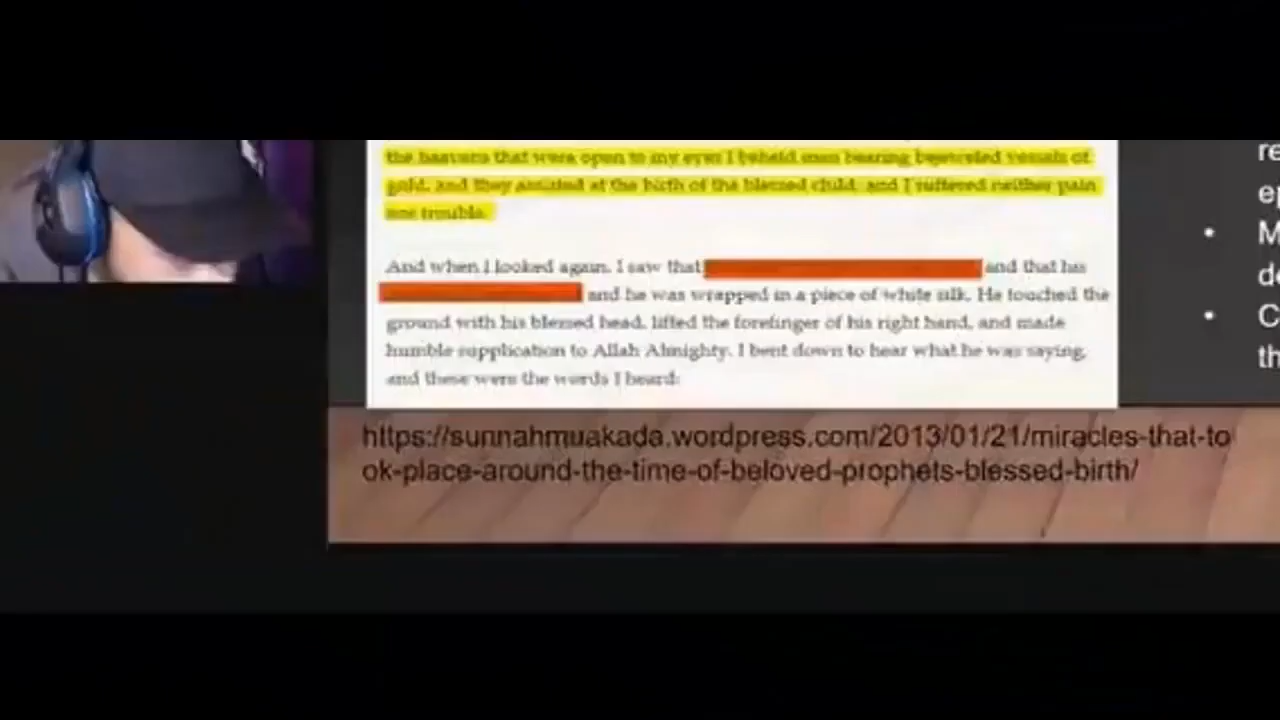 the heavens that were open to my eyes I beheld men bearing bejeweled vessels of
gold, and they assisted at the birth of the blessed child, and I suffered neither pain
nor trouble.
And when I looked again, I saw that
and that his
and he was wrapped in a piece of white silk. He touched the
ground with his blessed head, lifted the forefinger of his right hand, and made
humble supplication to Allah Almighty. I bent down to hear what he was saying,
and these were the words I heard:
https://sunnahmuakada.wordpress.com/2013/01/21/miracles-that-to
ok-place-around-the-time-of-beloved-prophets-blessed-birth/
re
ep
• M
de
• C
th